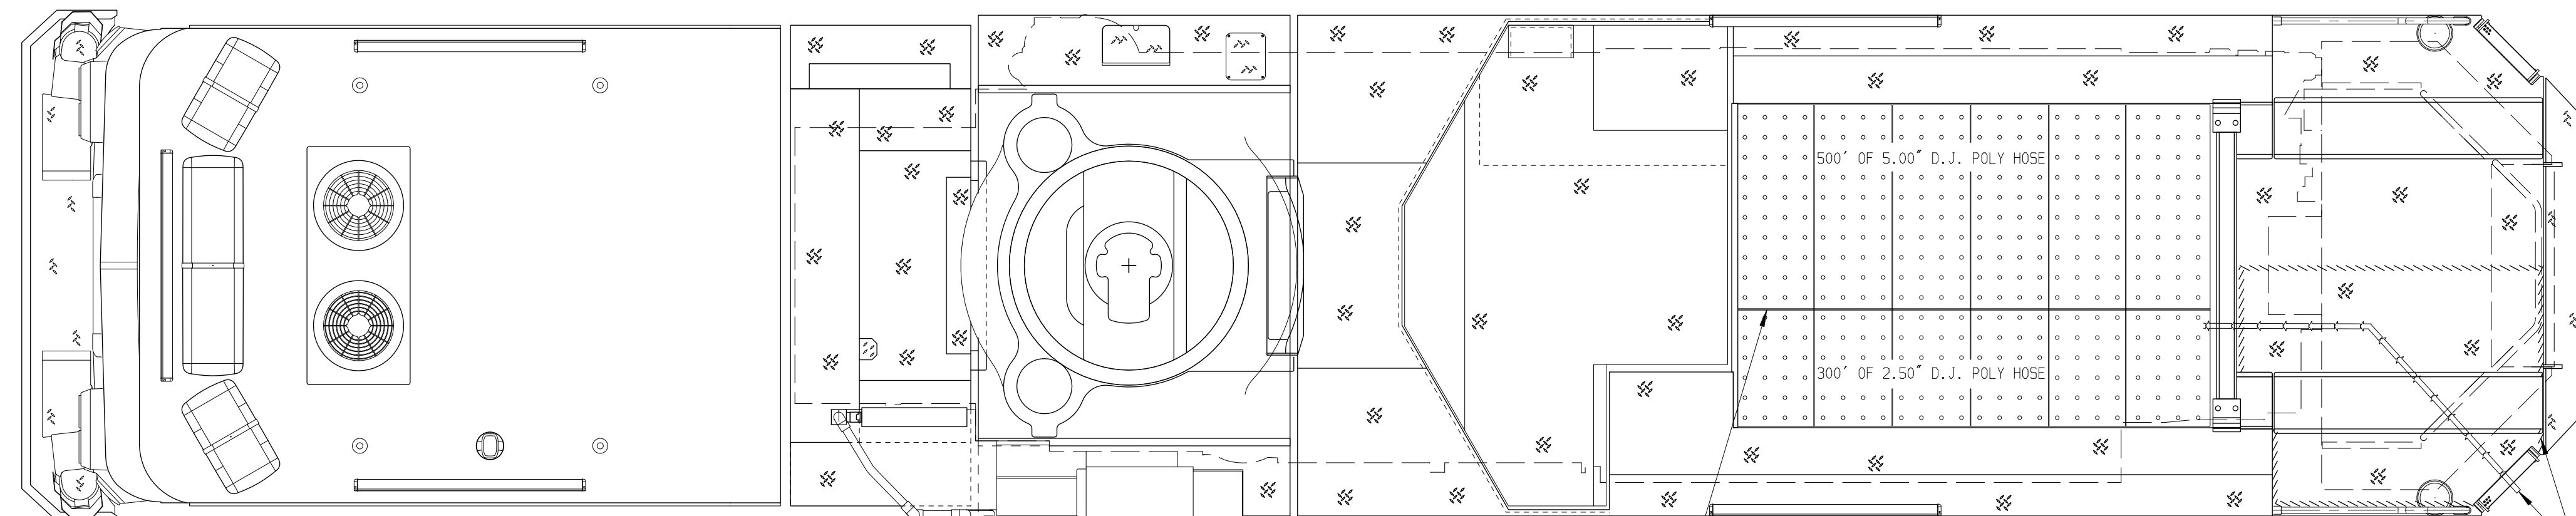 500' OF 5.00" D.J. POLY HOSE
300' OF 2.50" D.J. POLY HOSE